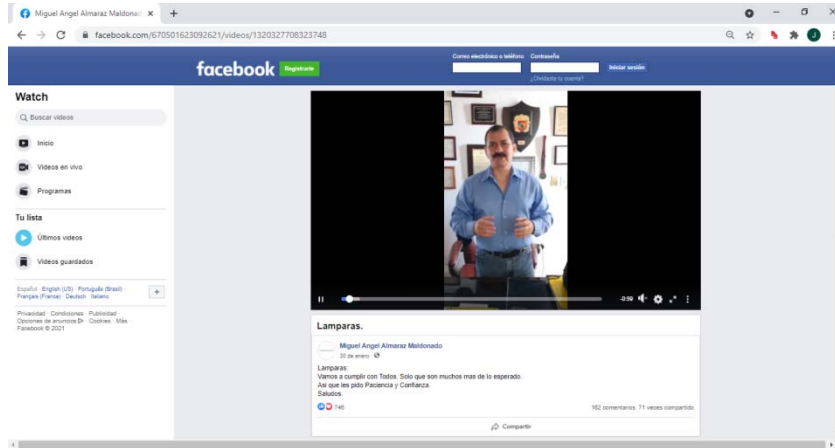 Miguel Angel Almaraz Maldonad
facebook.com/670501623092621/videos/1320327708323748
J
facebook
Registrarte
Correo electrónico o teléfono
Contraseña
Iniciar sesión
¿Olvidaste tu cuenta?
Watch
Buscar videos
Inicio
Videos en vivo
Programas
Tu lista
Últimos videos
Videos guardados
Español · English (US) · Português (Brasil) ·
Français (France) · Deutsch · Italiano
Privacidad · Condiciones · Publicidad ·
Opciones de anuncios · Cookies · Más ·
Facebook © 2021
-0:59
Lamparas.
Miguel Angel Almaraz Maldonado
30 de enero ·
Lamparas.
Vamos a cumplir con Todos. Solo que son muchos mas de lo esperado.
Asi que les pido Paciencia y Confianza.
Saludos.
746
162 comentarios 71 veces compartido
Compartir